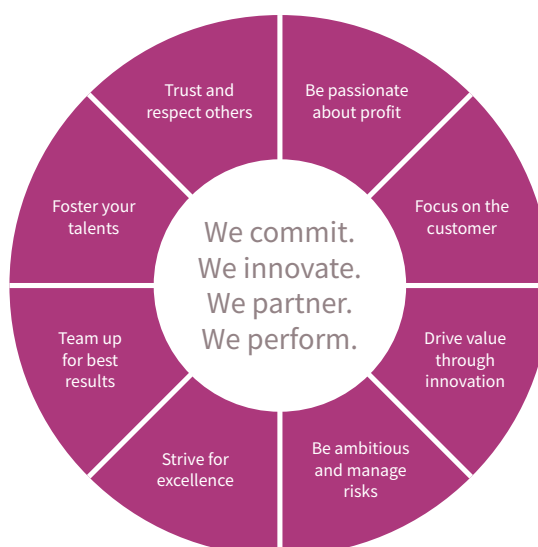 Trust and
respect others
Be passionate
about profit
Foster your
talents
Focus on the
customer
We commit.
We innovate.
We partner.
We perform.
Team up
for best
results
Drive value
through
innovation
Strive for
excellence
Be ambitious
and manage
risks